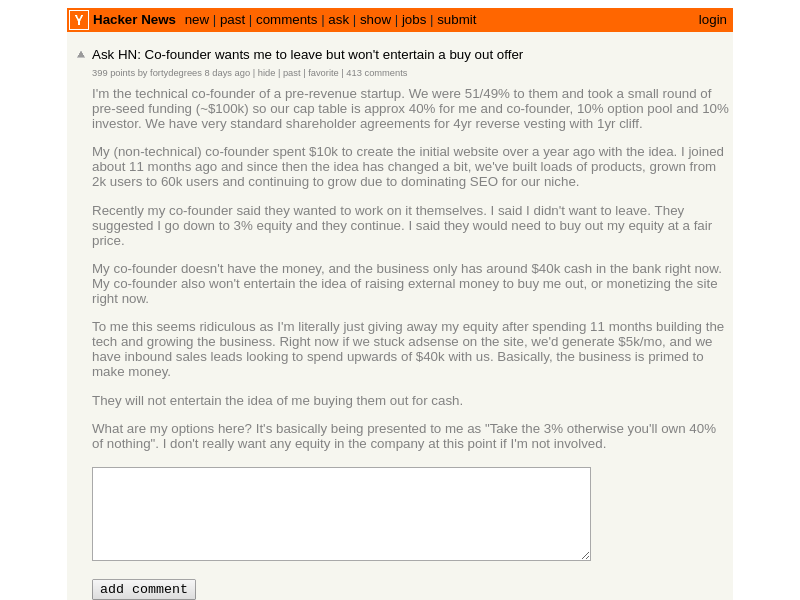 Y Hacker News new | past | comments | ask | show | jobs | submit login
Ask HN: Co-founder wants me to leave but won't entertain a buy out offer
399 points by fortydegrees 8 days ago | hide | past | favorite | 413 comments
I'm the technical co-founder of a pre-revenue startup. We were 51/49% to them and took a small round of
pre-seed funding (~$100k) so our cap table is approx 40% for me and co-founder, 10% option pool and 10%
investor. We have very standard shareholder agreements for 4yr reverse vesting with 1yr cliff.
My (non-technical) co-founder spent $10k to create the initial website over a year ago with the idea. I joined
about 11 months ago and since then the idea has changed a bit, we've built loads of products, grown from
2k users to 60k users and continuing to grow due to dominating SEO for our niche.
Recently my co-founder said they wanted to work on it themselves. I said I didn't want to leave. They
suggested I go down to 3% equity and they continue. I said they would need to buy out my equity at a fair
price.
My co-founder doesn't have the money, and the business only has around $40k cash in the bank right now.
My co-founder also won't entertain the idea of raising external money to buy me out, or monetizing the site
right now.
To me this seems ridiculous as I'm literally just giving away my equity after spending 11 months building the
tech and growing the business. Right now if we stuck adsense on the site, we'd generate $5k/mo, and we
have inbound sales leads looking to spend upwards of $40k with us. Basically, the business is primed to
make money.
They will not entertain the idea of me buying them out for cash.
What are my options here? It's basically being presented to me as "Take the 3% otherwise you'll own 40%
of nothing". I don't really want any equity in the company at this point if I'm not involved.
add comment